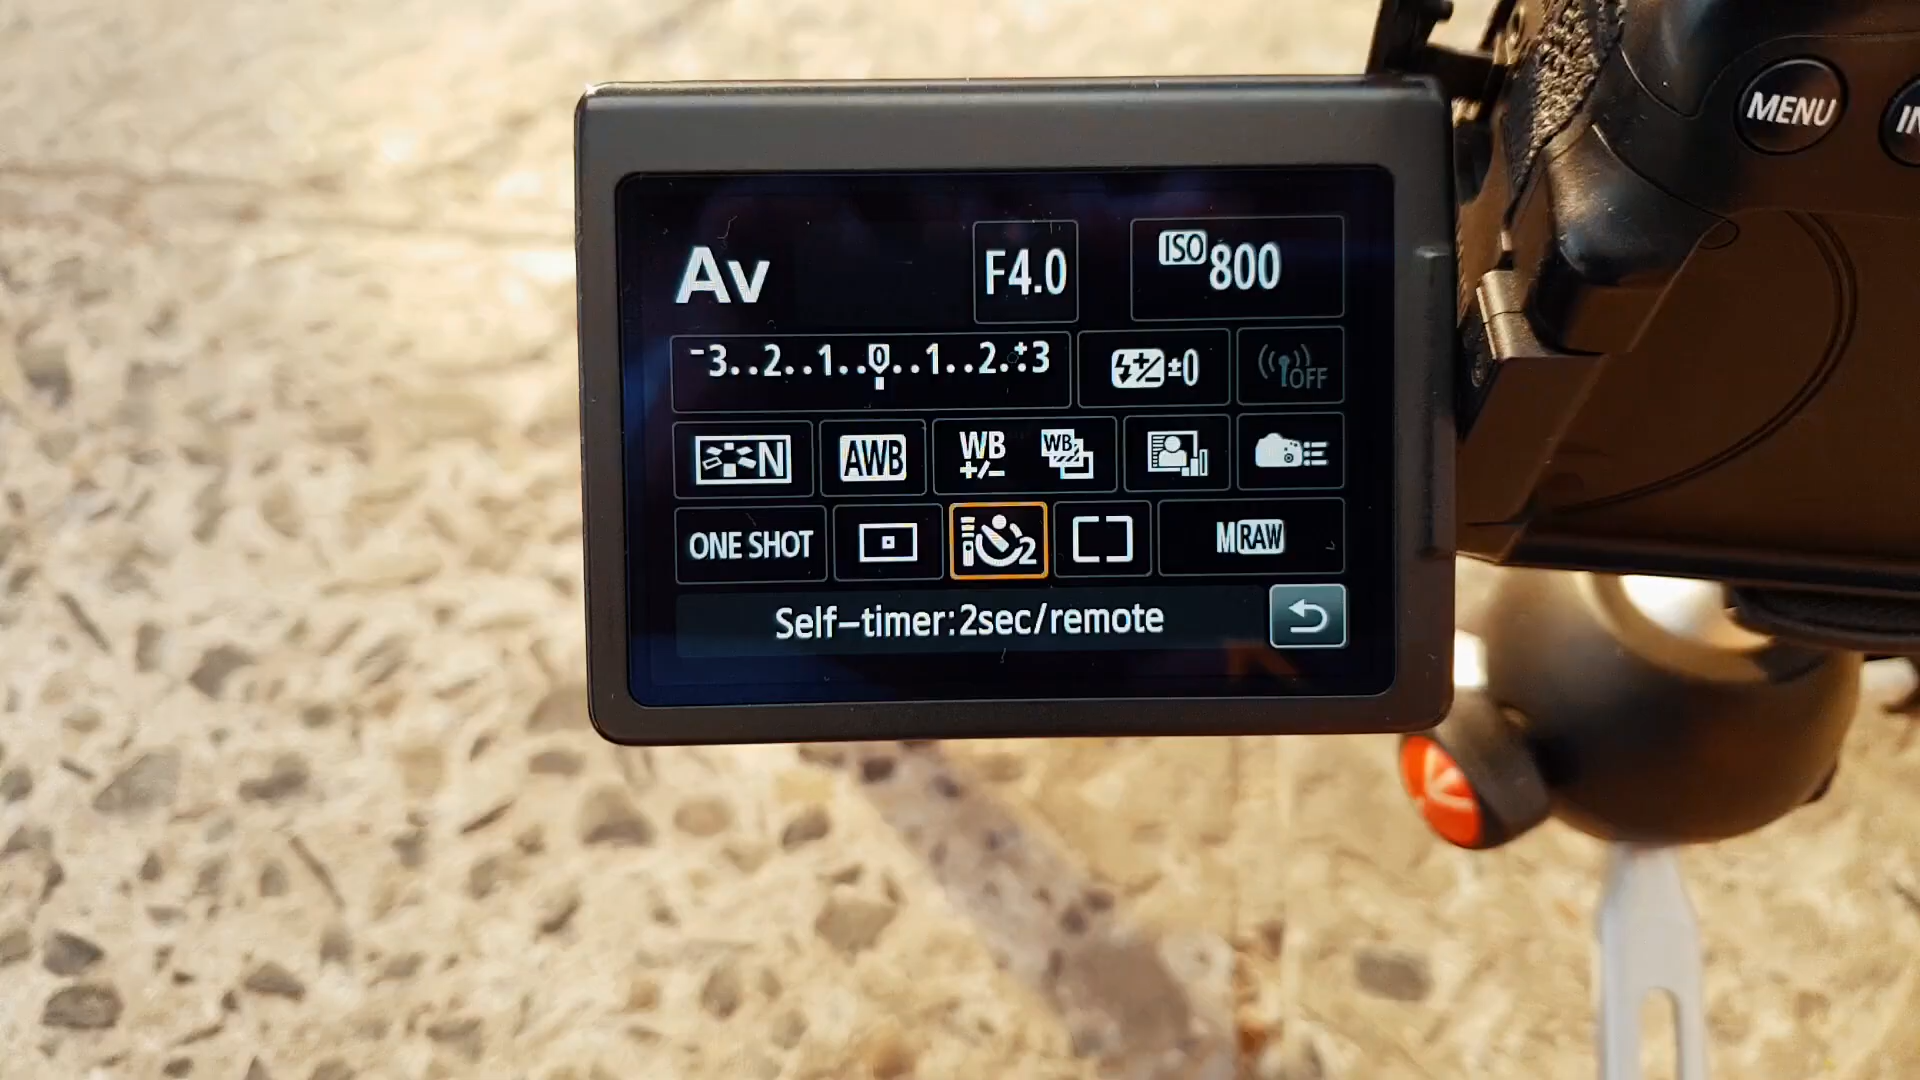 MENU
Av F4.0 ISO 800
-3..2..1..0..1..2..+3 ±0 OFF
N AWB WB +/- WB
ONE SHOT 2 M RAW
Self-timer:2sec/remote